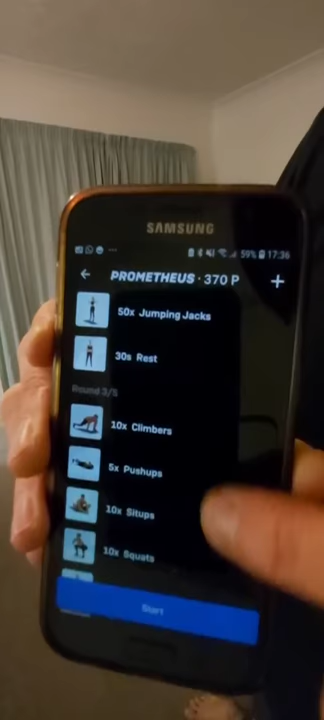 SAMSUNG
59% 17:36
PROMETHEUS · 370 P
50x Jumping Jacks
30s Rest
Round 3/5
10x Climbers
5x Pushups
10x Situps
10x Squats
Start